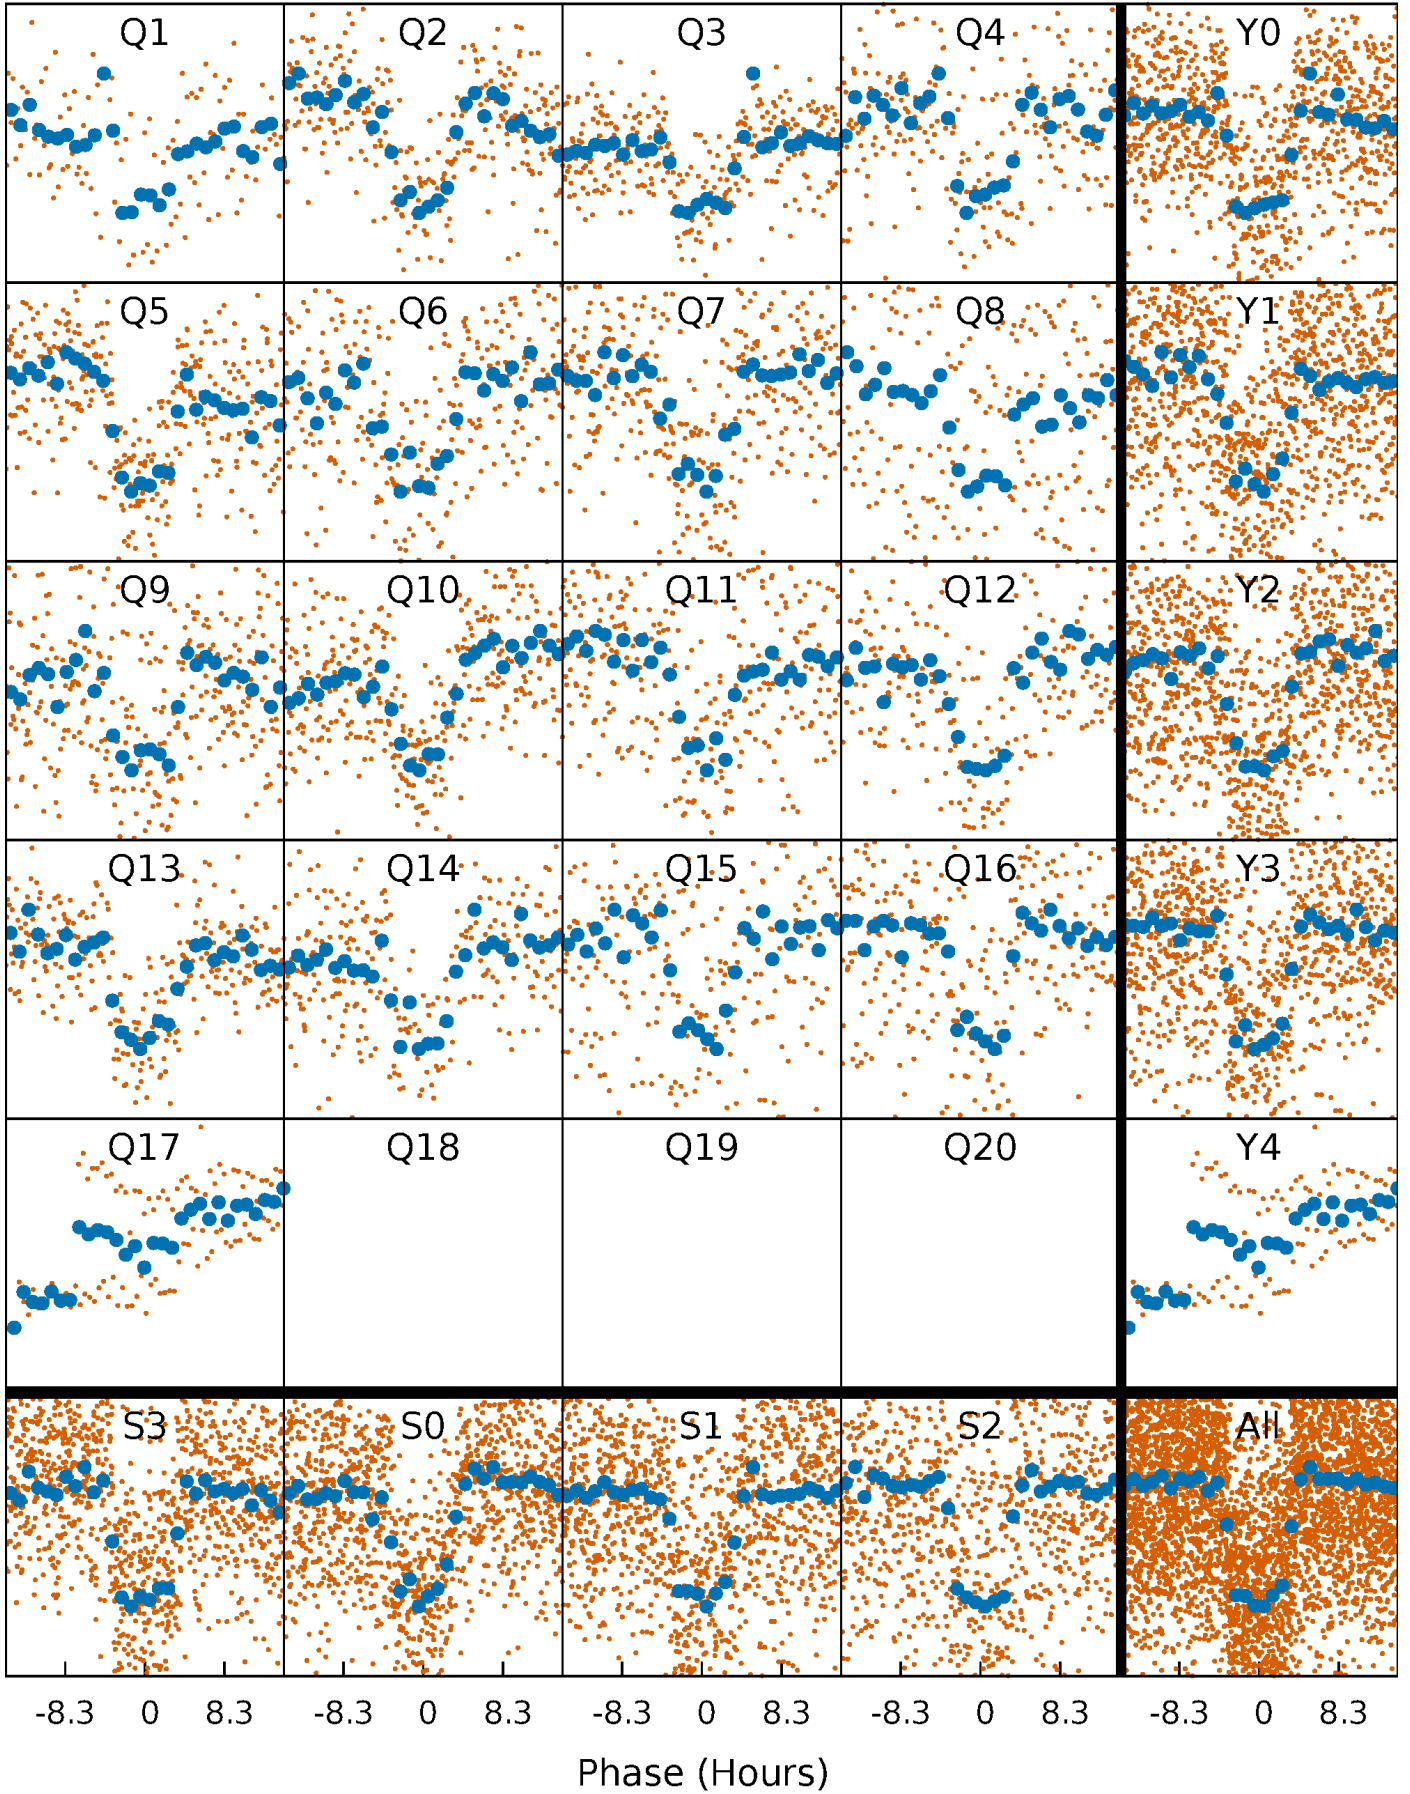 Q1 Q2 Q3 Q4 Y0
Q5 Q6 Q7 Q8 Y1
Q9 Q10 Q11 Q12 Y2
Q13 Q14 Q15 Q16 Y3
Q17 Q18 Q19 Q20 Y4
S3 S0 S1 S2 All
-8.3 0 8.3 -8.3 0 8.3 -8.3 0 8.3 -8.3 0 8.3 -8.3 0 8.3
Phase (Hours)